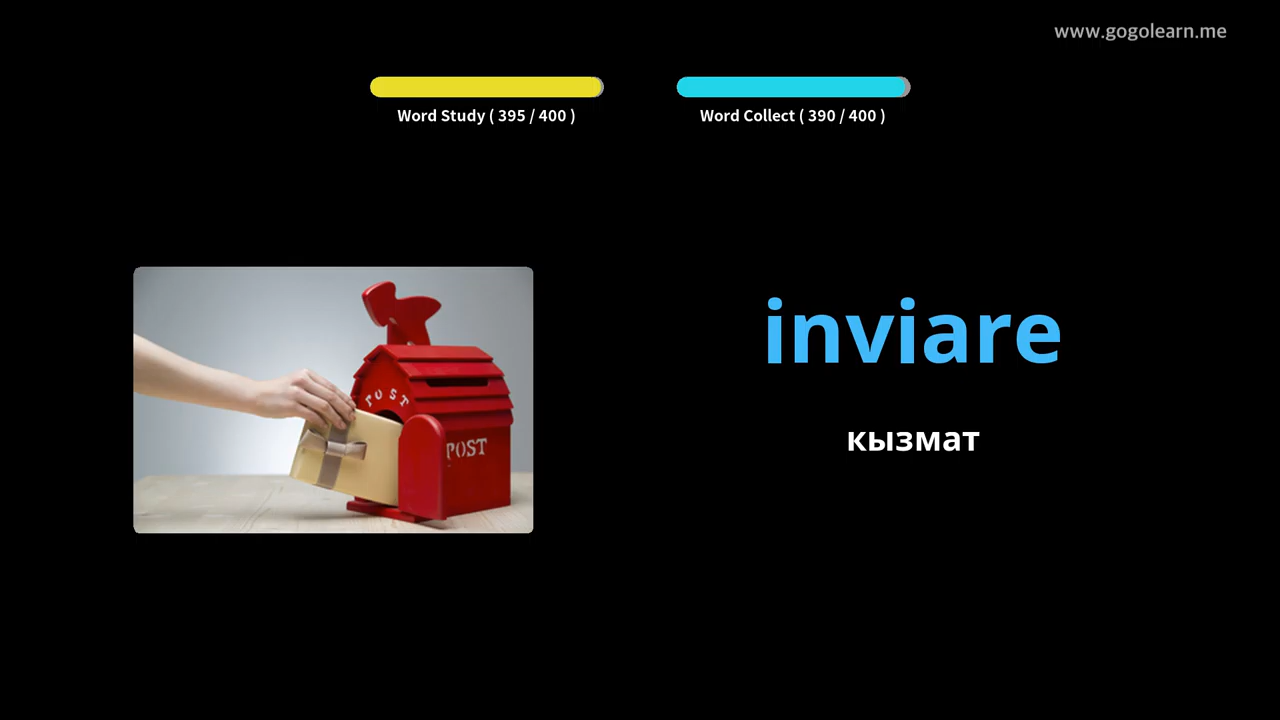 www.gogolearn.me
Word Study ( 395 / 400 )
Word Collect ( 390 / 400 )
inviare
кызмат
POST
POST